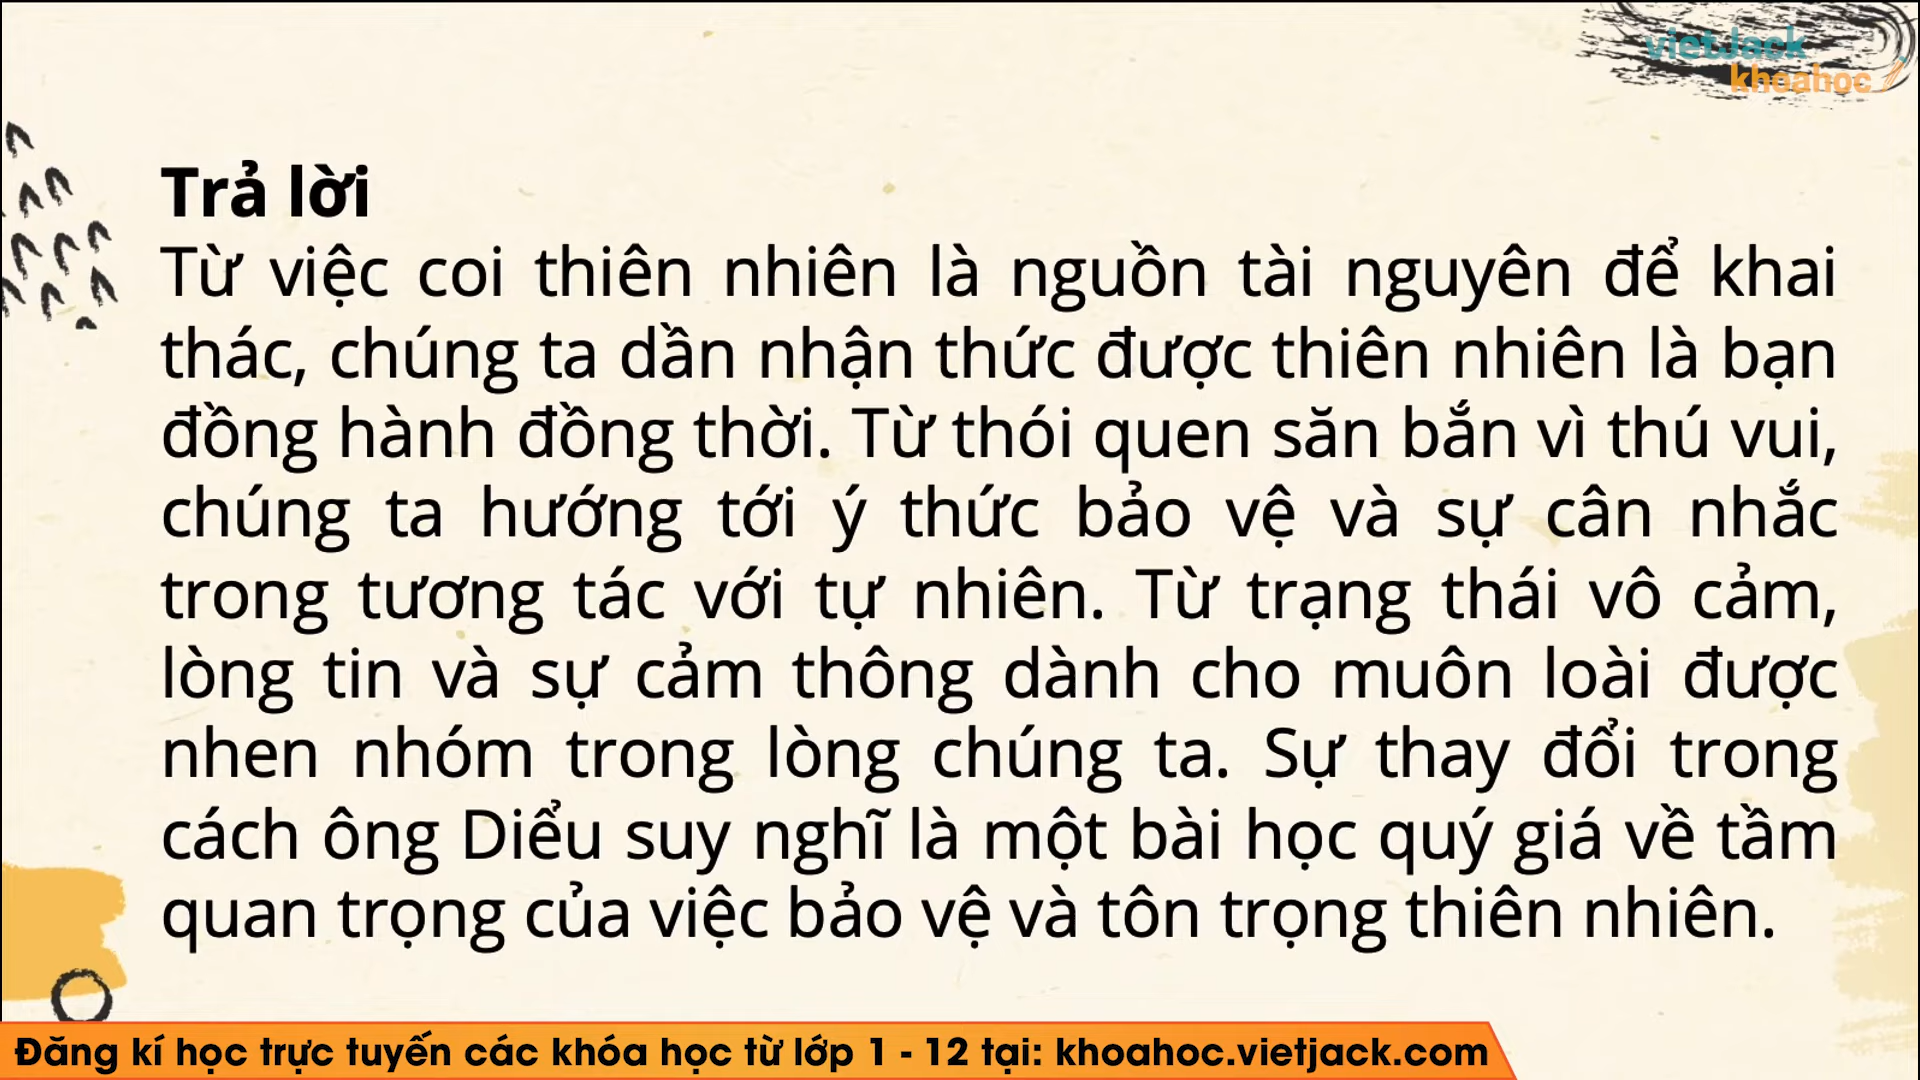 vietJack
khoahoc
Trả lời
Từ việc coi thiên nhiên là nguồn tài nguyên để khai
thác, chúng ta dần nhận thức được thiên nhiên là bạn
đồng hành đồng thời. Từ thói quen săn bắn vì thú vui,
chúng ta hướng tới ý thức bảo vệ và sự cân nhắc
trong tương tác với tự nhiên. Từ trạng thái vô cảm,
lòng tin và sự cảm thông dành cho muôn loài được
nhen nhóm trong lòng chúng ta. Sự thay đổi trong
cách ông Diểu suy nghĩ là một bài học quý giá về tầm
quan trọng của việc bảo vệ và tôn trọng thiên nhiên.
Đăng kí học trực tuyến các khóa học từ lớp 1 - 12 tại: khoahoc.vietjack.com